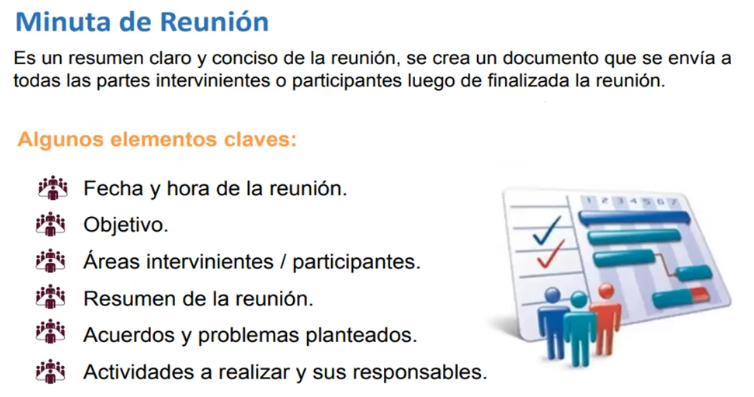 Minuta de Reunión
Es un resumen claro y conciso de la reunión, se crea un documento que se envía a
todas las partes intervinientes o participantes luego de finalizada la reunión.
Algunos elementos claves:
Fecha y hora de la reunión.
Objetivo.
Áreas intervinientes / participantes.
Resumen de la reunión.
Acuerdos y problemas planteados.
Actividades a realizar y sus responsables.
1 2 3 4 5 6 7